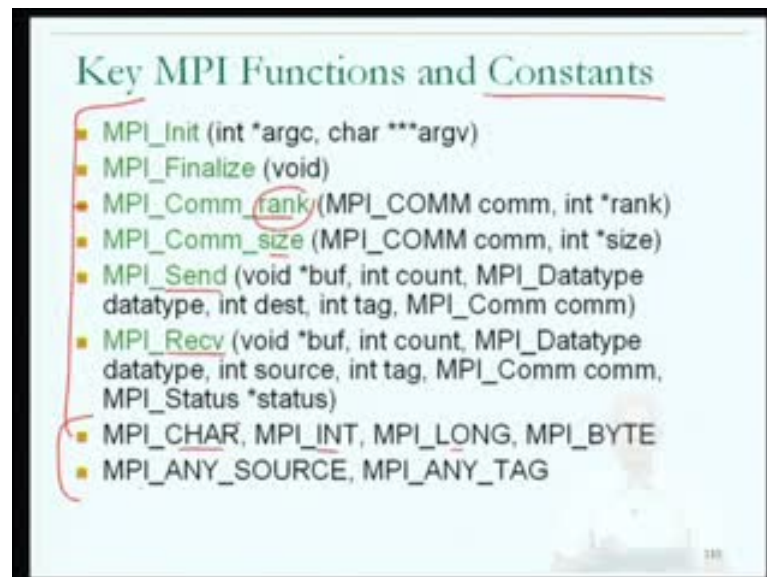 Key MPI Functions and Constants
MPI_Init (int *argc, char ***argv)
MPI_Finalize (void)
MPI_Comm_rank (MPI_COMM comm, int *rank)
MPI_Comm_size (MPI_COMM comm, int *size)
MPI_Send (void *buf, int count, MPI_Datatype
datatype, int dest, int tag, MPI_Comm comm)
MPI_Recv (void *buf, int count, MPI_Datatype
datatype, int source, int tag, MPI_Comm comm,
MPI_Status *status)
MPI_CHAR, MPI_INT, MPI_LONG, MPI_BYTE
MPI_ANY_SOURCE, MPI_ANY_TAG